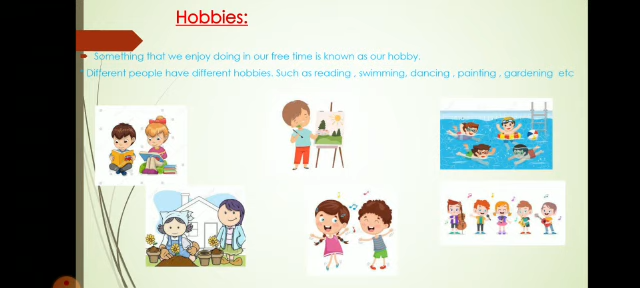 Hobbies:
Something that we enjoy doing in our free time is known as our hobby.
Different people have different hobbies. Such as reading , swimming, dancing , painting , gardening etc